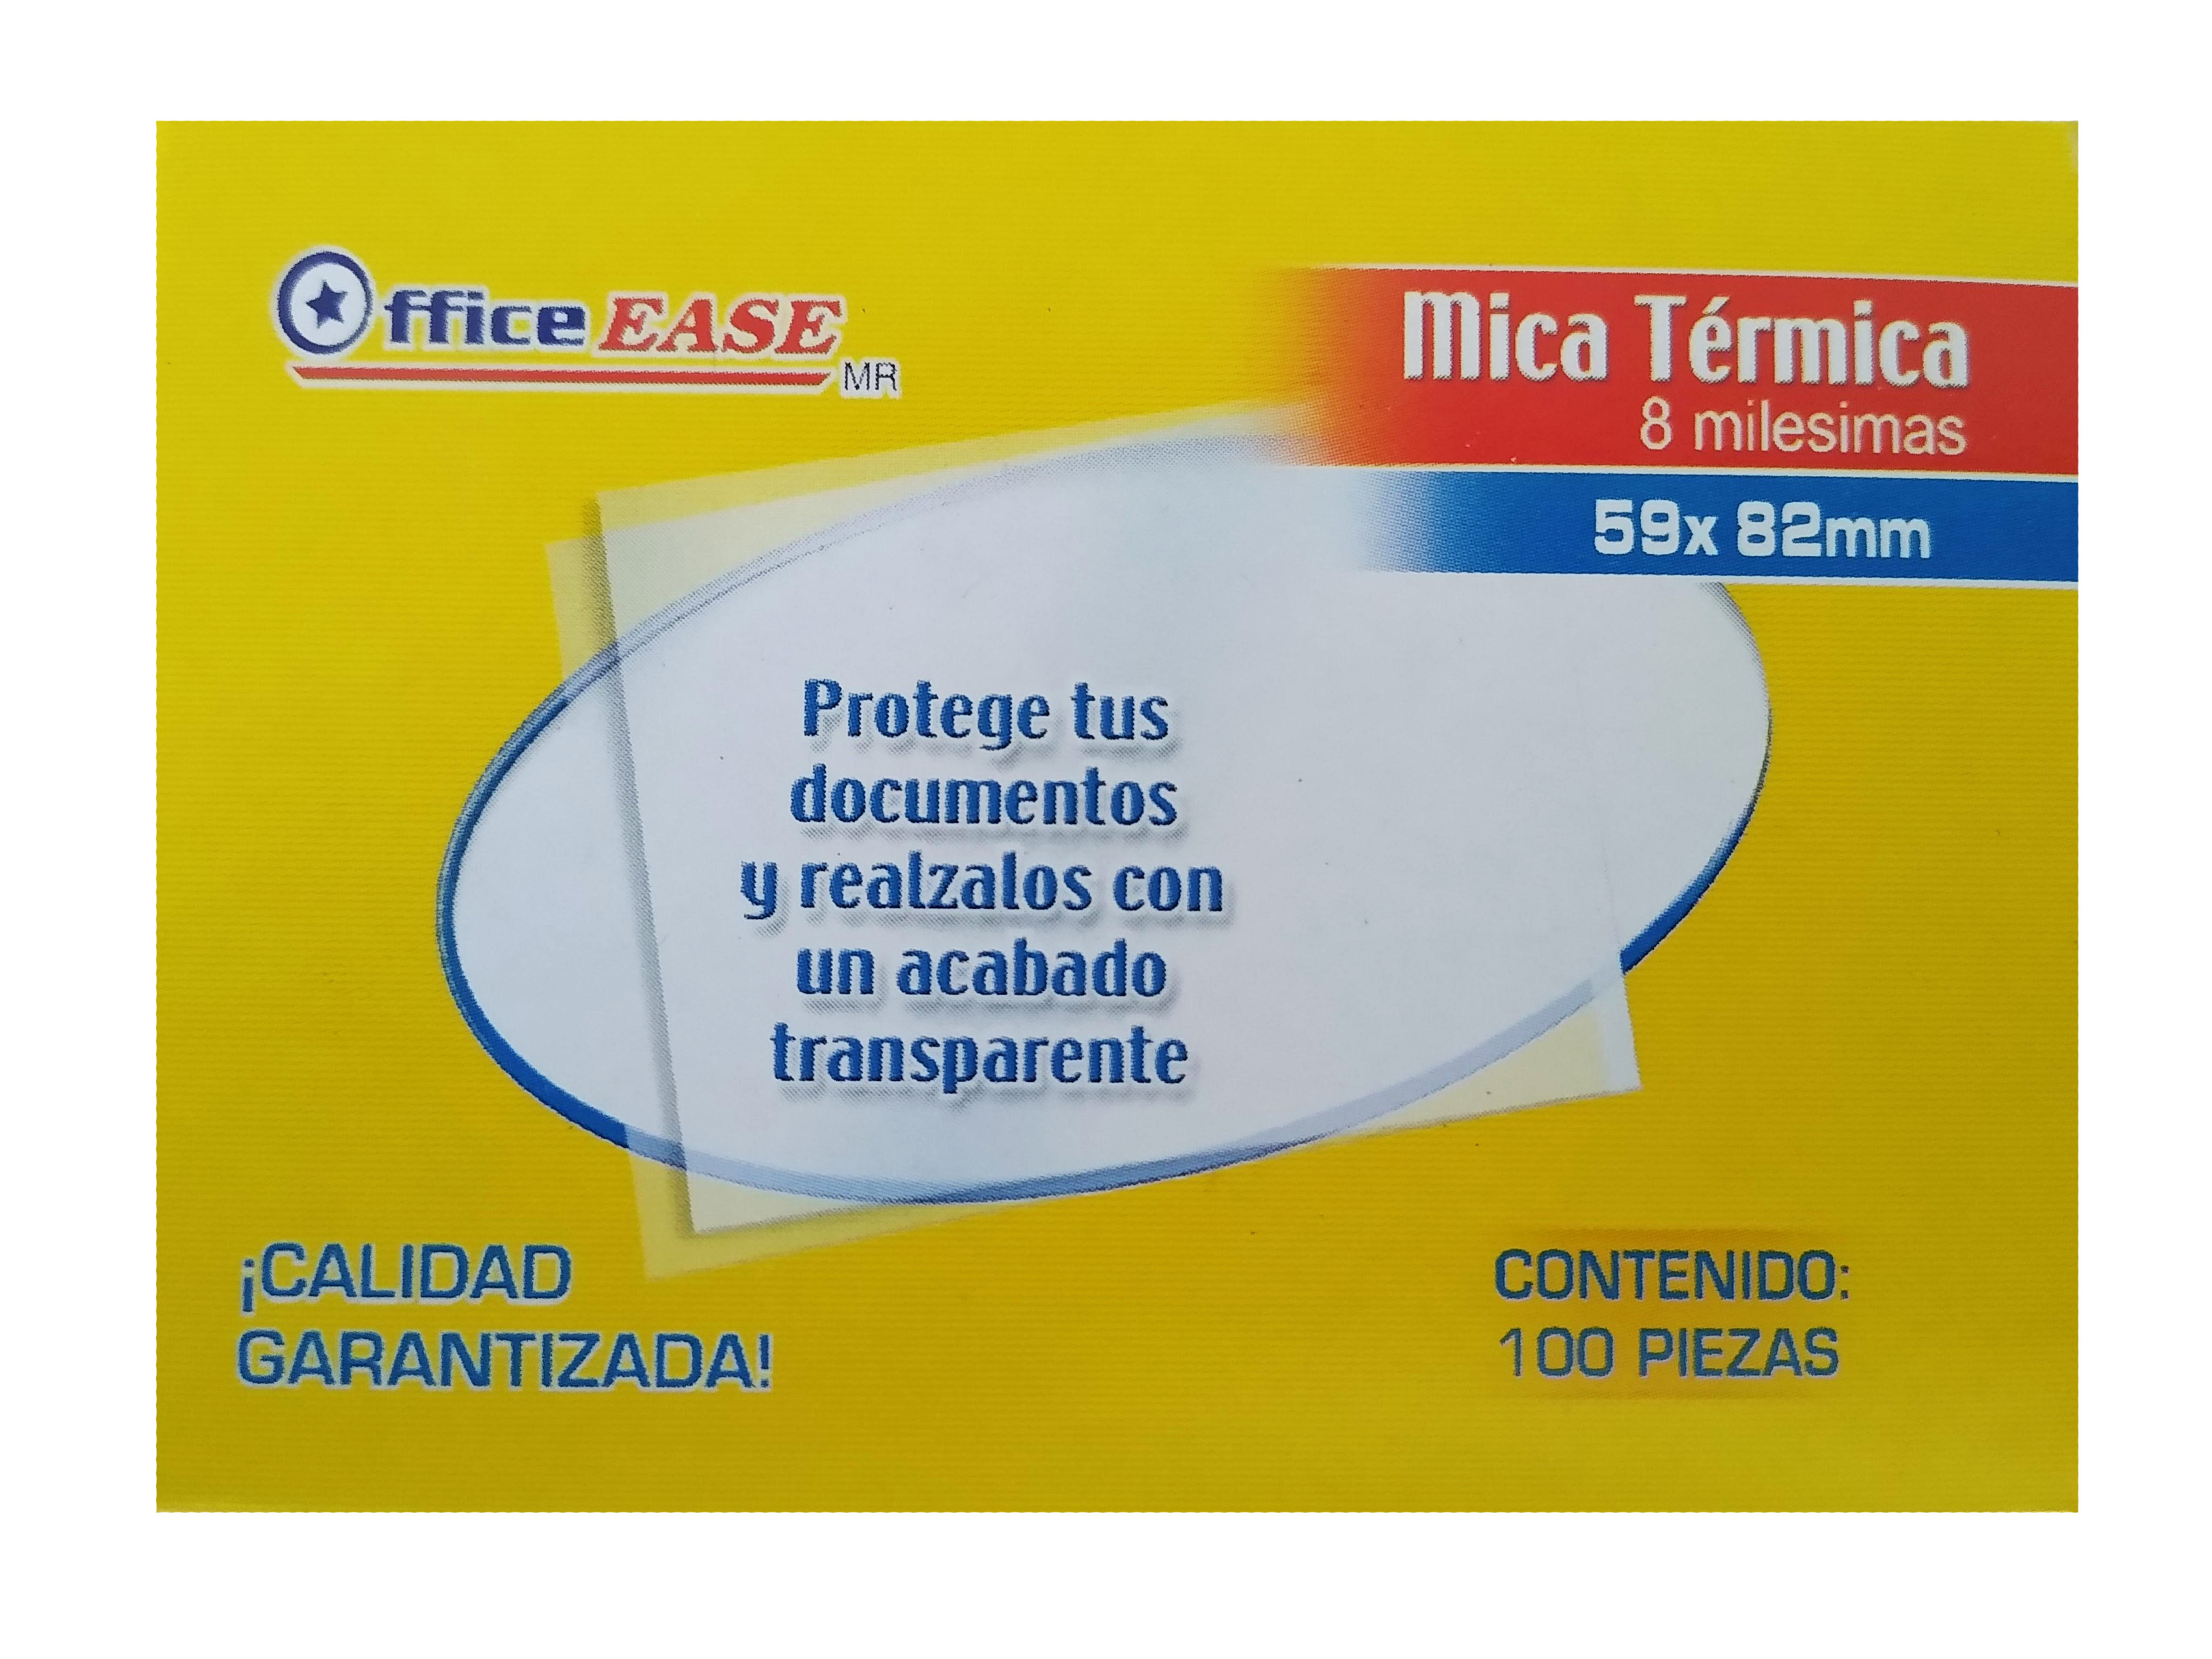 Office EASE MR
Mica Térmica
8 milesimas
59x 82mm
Protege tus
documentos
y realzalos con
un acabado
transparente
¡CALIDAD
GARANTIZADA!
CONTENIDO:
100 PIEZAS